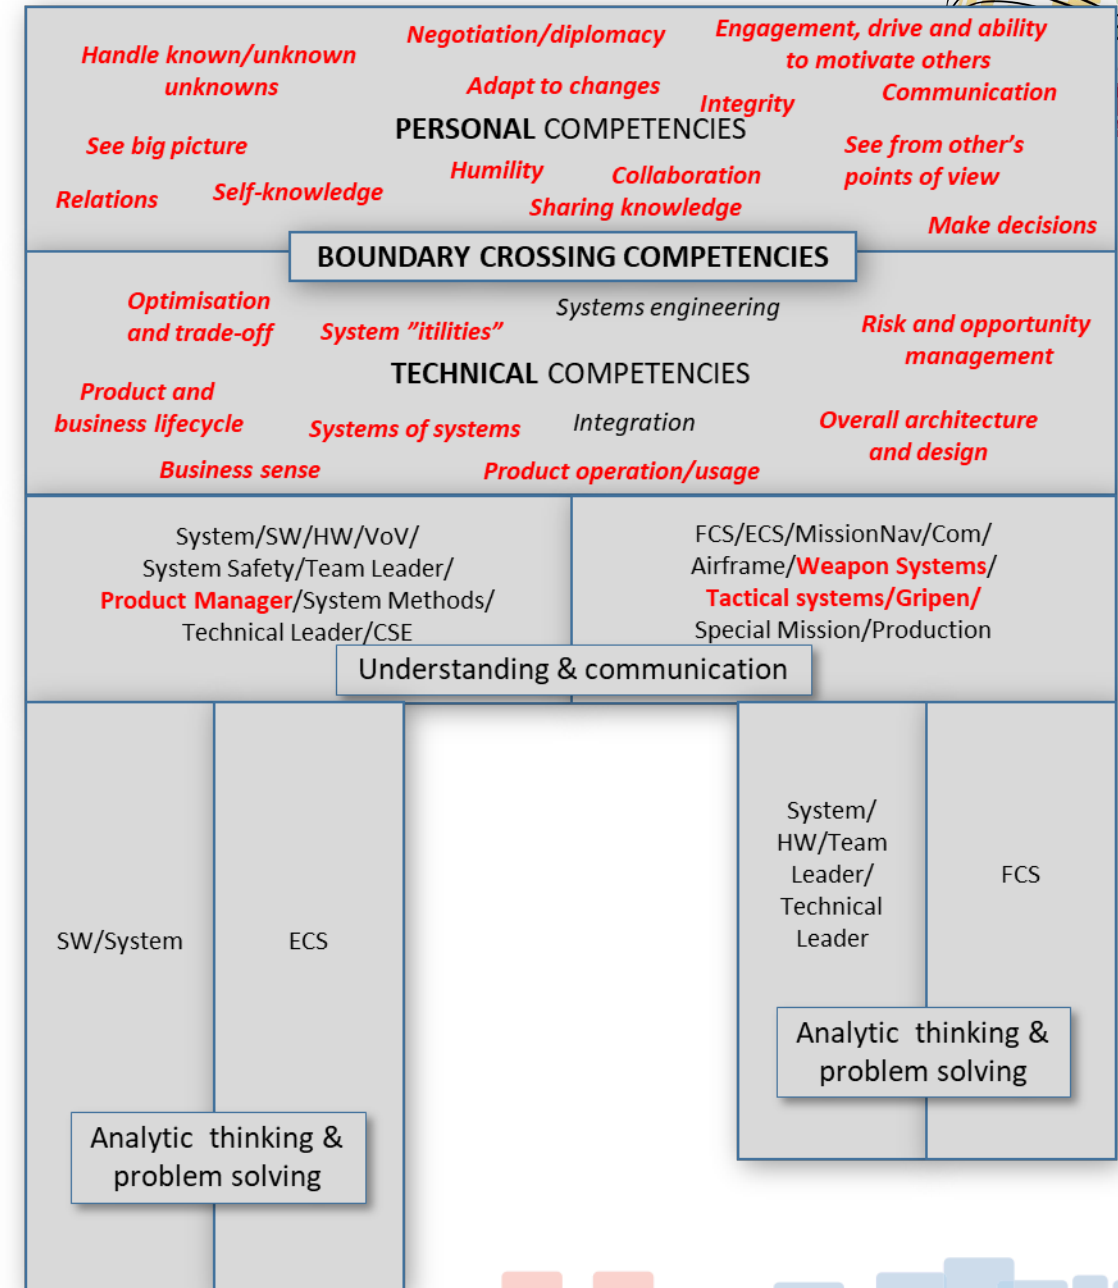 Negotiation/diplomacy
Engagement, drive and ability
to motivate others
Handle known/unknown
unknowns
Adapt to changes
Integrity
Communication
PERSONAL COMPETENCIES
See big picture
See from other's
points of view
Humility
Collaboration
Relations
Self-knowledge
Sharing knowledge
Make decisions
BOUNDARY CROSSING COMPETENCIES
Optimisation
and trade-off
Systems engineering
System ”itilities”
Risk and opportunity
management
TECHNICAL COMPETENCIES
Product and
business lifecycle
Systems of systems
Integration
Overall architecture
and design
Business sense
Product operation/usage
System/SW/HW/VoV/
System Safety/Team Leader/
Product Manager/System Methods/
Technical Leader/CSE
FCS/ECS/MissionNav/Com/
Airframe/Weapon Systems/
Tactical systems/Gripen/
Special Mission/Production
Understanding & communication
SW/System
ECS
System/
HW/Team
Leader/
Technical
Leader
FCS
Analytic thinking &
problem solving
Analytic thinking &
problem solving